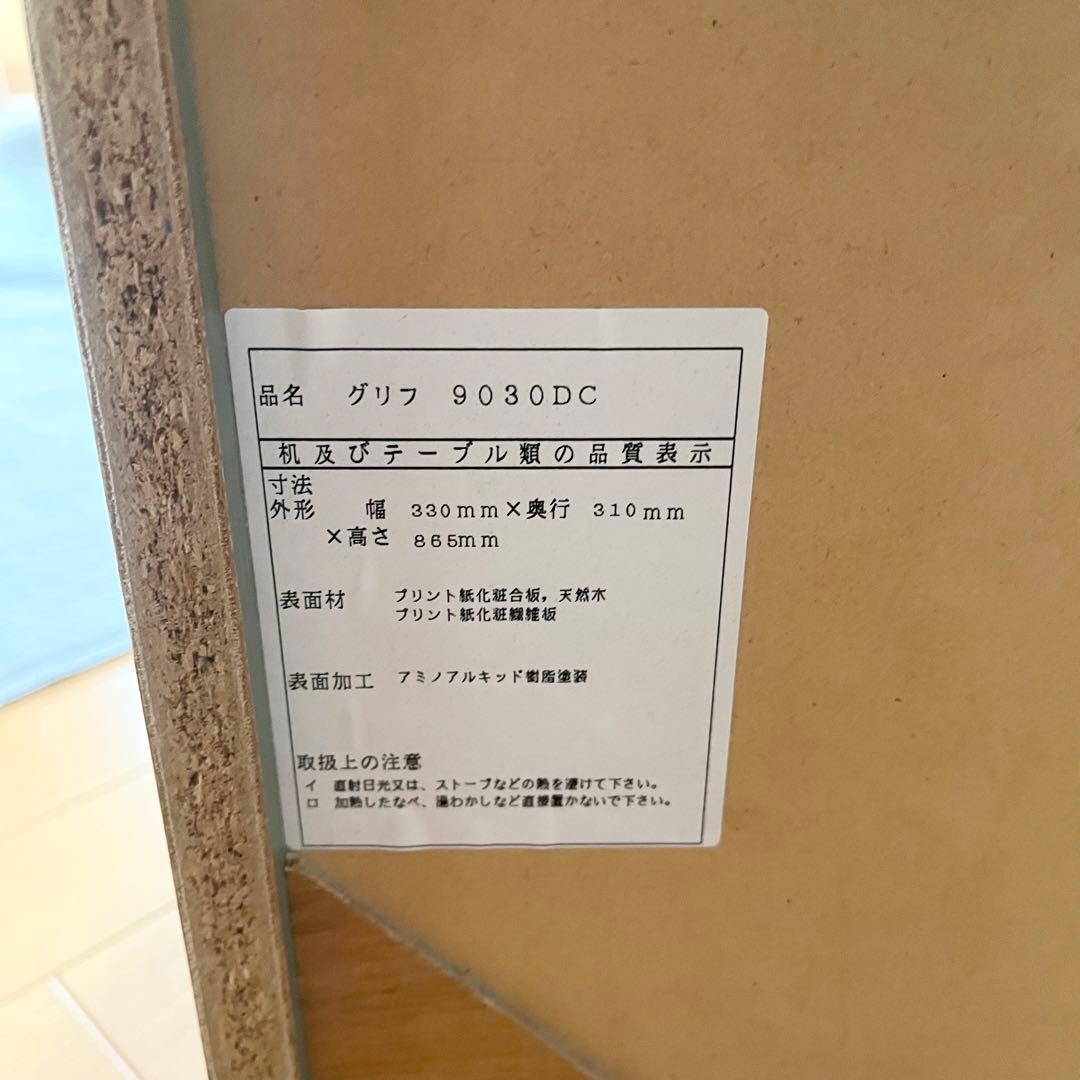 品名 グリフ 9030DC
机及びテーブル類の品質表示
寸法
外形 幅 330mm×奥行 310mm
×高さ 865mm
表面材 プリント紙化粧合板,天然木
プリント紙化粧繊維板
表面加工 アミノアルキッド樹脂塗装
取扱上の注意
イ 直射日光又は、ストーブなどの熱を避けて下さい。
ロ 加熱したなべ、湯わかしなど直接置かないで下さい。